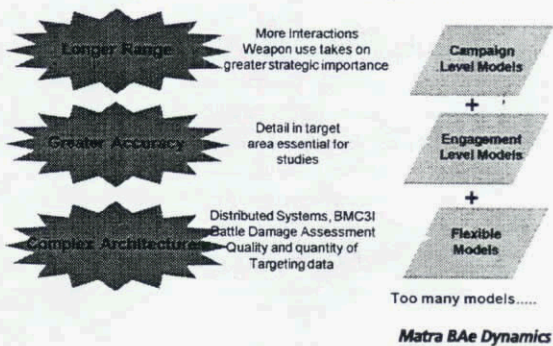 Longer Range
More Interactions
Weapon use takes on
greater strategic importance
Campaign
Level Models
+
Greater Accuracy
Detail in target
area essential for
studies
Engagement
Level Models
+
Complex Architectures
Distributed Systems, BMC3I
Battle Damage Assessment
Quality and quantity of
Targeting data
Flexible
Models
Too many models.....
Matra BAe Dynamics